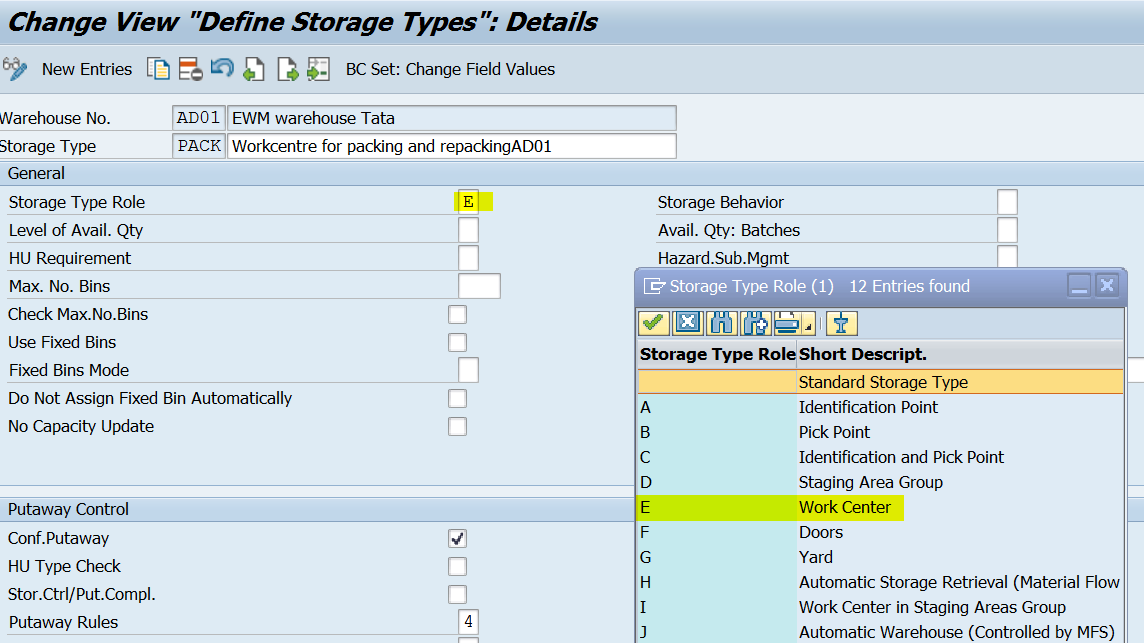 Change View "Define Storage Types": Details
New Entries BC Set: Change Field Values
Warehouse No. AD01 EWM warehouse Tata
Storage Type PACK Workcentre for packing and repackingAD01
General
Storage Type Role E Storage Behavior
Level of Avail. Qty Avail. Qty: Batches
HU Requirement Hazard.Sub.Mgmt
Max. No. Bins
Check Max.No.Bins
Use Fixed Bins
Fixed Bins Mode
Do Not Assign Fixed Bin Automatically
No Capacity Update
Putaway Control
Conf.Putaway
HU Type Check
Stor.Ctrl/Put.Compl.
Putaway Rules 4
Storage Type Role (1) 12 Entries found
Storage Type Role Short Descript.
Standard Storage Type
A Identification Point
B Pick Point
C Identification and Pick Point
D Staging Area Group
E Work Center
F Doors
G Yard
H Automatic Storage Retrieval (Material Flow
I Work Center in Staging Areas Group
J Automatic Warehouse (Controlled by MFS)